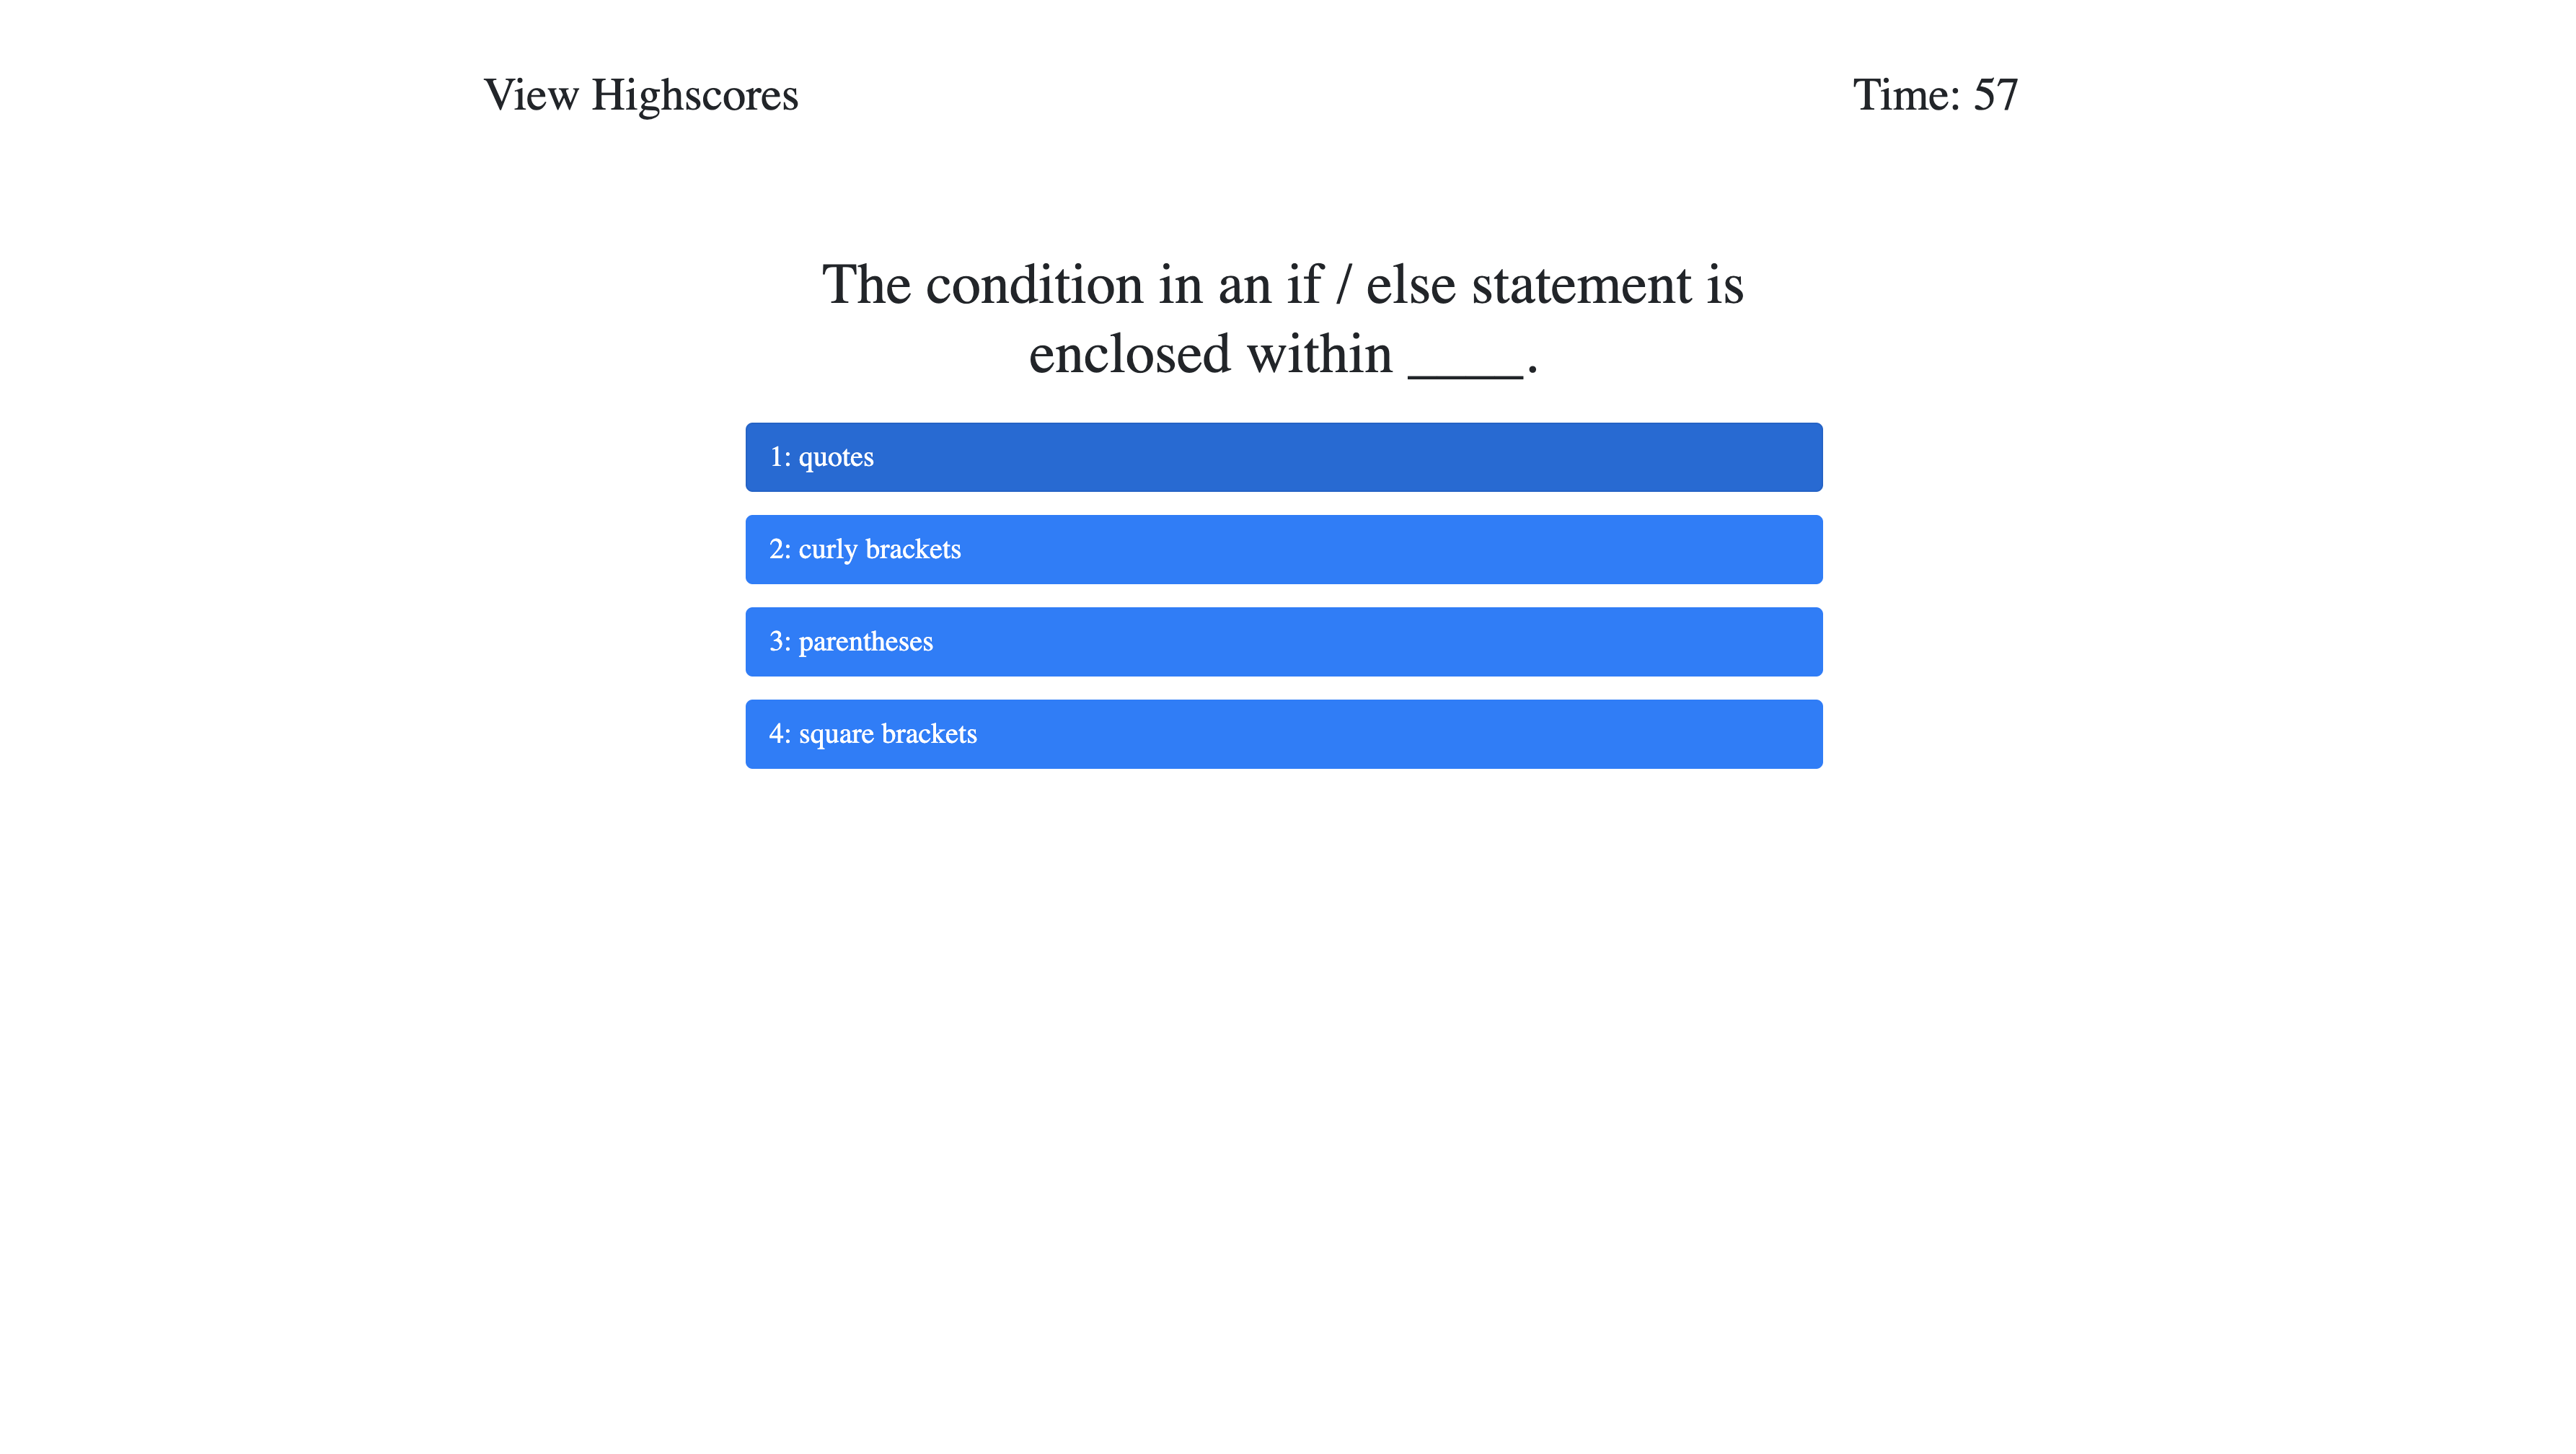 View Highscores
Time: 57
The condition in an if / else statement is
enclosed within ____.
1: quotes
2: curly brackets
3: parentheses
4: square brackets